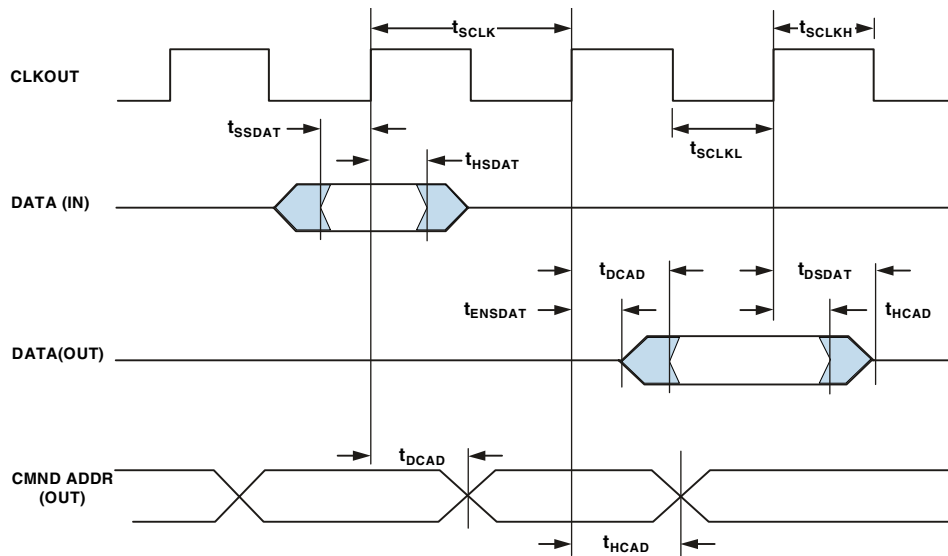 tSCLK
tSCLKH
CLKOUT
tSSDAT
tSCLKL
tHSDAT
DATA (IN)
tDCAD
tDSDAT
tENSDAT
tHCAD
DATA(OUT)
tDCAD
CMND ADDR
(OUT)
tHCAD